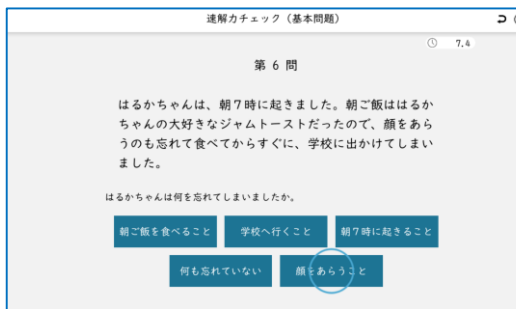 速解力チェック（基本問題）
7.4
第 6 問
はるかちゃんは、朝７時に起きました。朝ご飯ははるか
ちゃんの大好きなジャムトーストだったので、顔をあら
うのも忘れて食べてからすぐに、学校に出かけてしまい
ました。
はるかちゃんは何を忘れてしまいましたか。
朝ご飯を食べること 学校へ行くこと 朝７時に起きること
何も忘れていない 顔をあらうこと